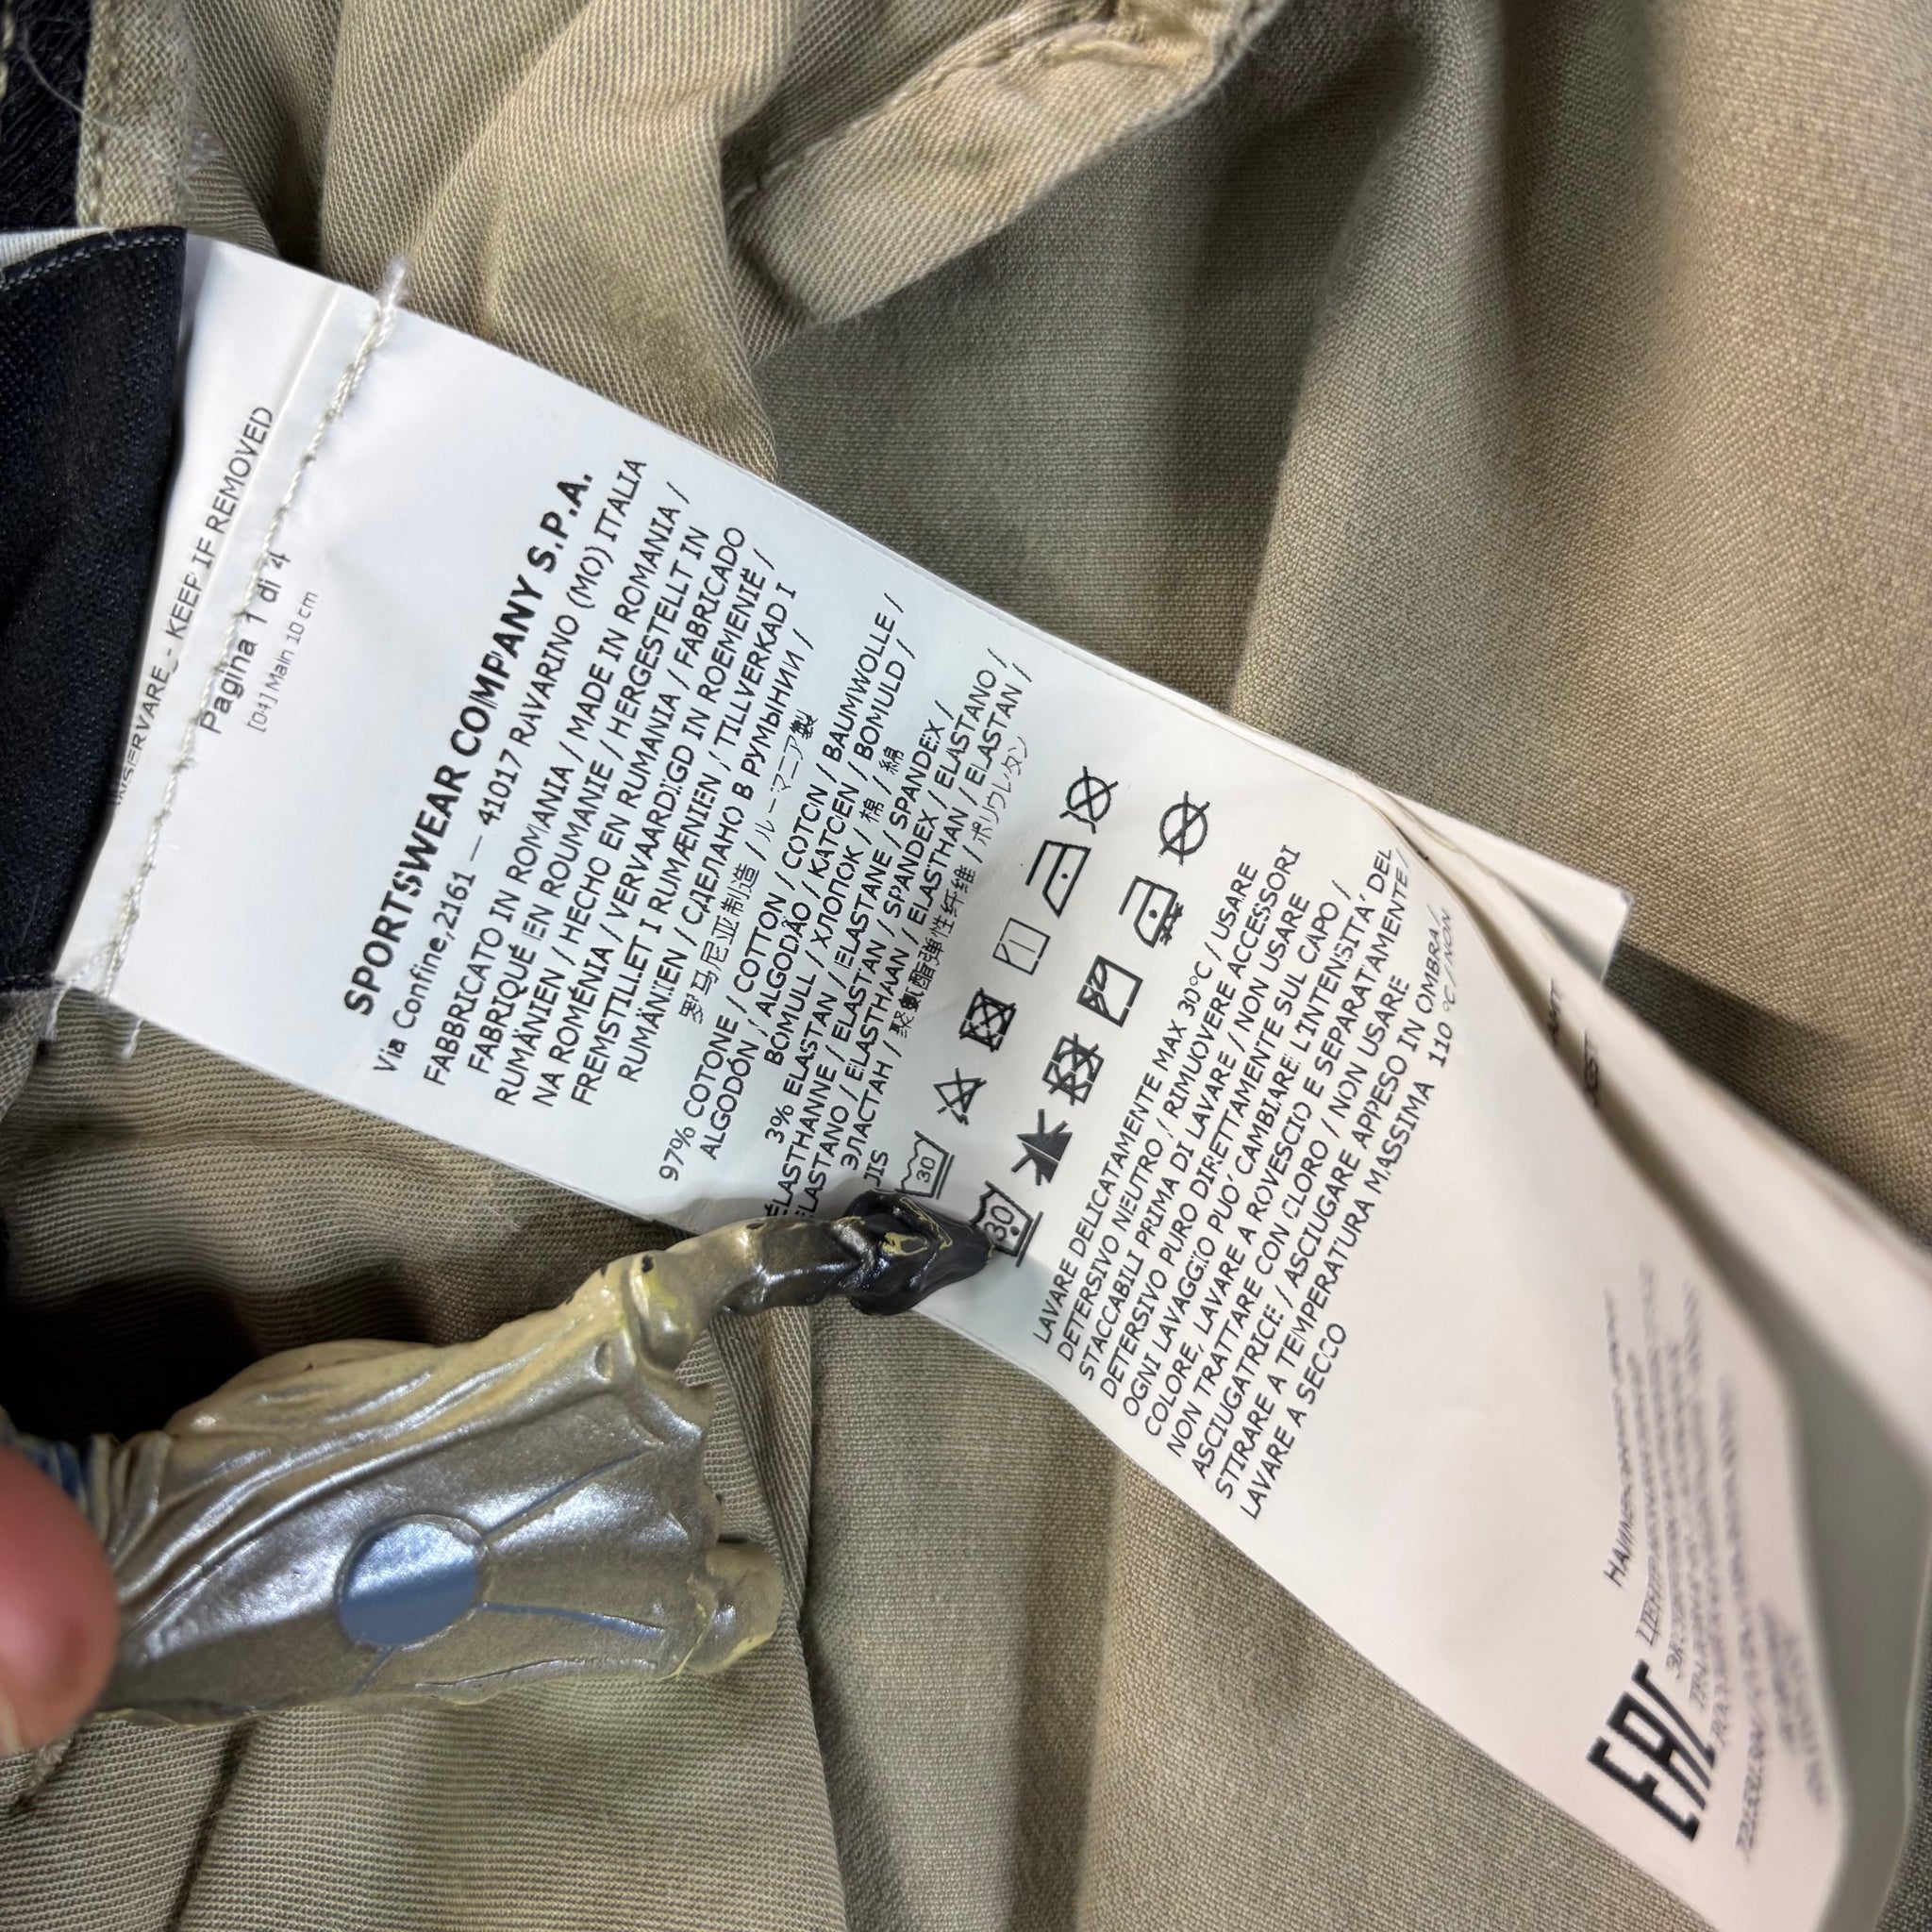 - KEEP IF REMOVED
Pagina 1 di 4
[04] Main 10 cm
SPORTSWEAR COMPANY S.P.A.
Via Confine,2161 — 41017 RAVARINO (MO) ITALIA
FABBRICATO IN ROMANIA / MADE IN ROMANIA /
FABRIQUÉ EN ROUMANIE / HERGESTELLT IN
RUMÄNIEN / HECHO EN RUMANIA / FABRICADO
NA ROMÉNIA / VERVAARDIGD IN ROEMENIË /
FREMSTILLET I RUMÆNIEN / TILLVERKAD I
RUMÄNIEN / СДЕЛАНО В РУМЫНИИ /
罗马尼亚制造 / ルーマニア製
97% COTONE / COTTON / COTON / BAUMWOLLE /
ALGODÓN / ALGODÃO / KATOEN / BOMULD /
BOMULL / ХЛОПОК / 棉 / 綿
3% ELASTAN / ELASTANE / SPANDEX /
ÉLASTHANNE / ELASTAN / SPANDEX / ELASTANO /
ELASTANO / ELASTHAAN / ELASTHAN / ELASTAN /
ЭЛАСТАН / 聚氨酯弹性纤维 / ポリウレタン
JIS
30
30
LAVARE DELICATAMENTE MAX 30°C / USARE
DETERSIVO NEUTRO / RIMUOVERE ACCESSORI
STACCABILI PRIMA DI LAVARE / NON USARE
DETERSIVO PURO DIRETTAMENTE SUL CAPO /
OGNI LAVAGGIO PUO' CAMBIARE L'INTENSITA' DEL
COLORE, LAVARE A ROVESCIO E SEPARATAMENTE /
NON TRATTARE CON CLORO / NON USARE
ASCIUGATRICE / ASCIUGARE APPESO IN OMBRA /
STIRARE A TEMPERATURA MASSIMA 110 °C / NON
LAVARE A SECCO
EAC